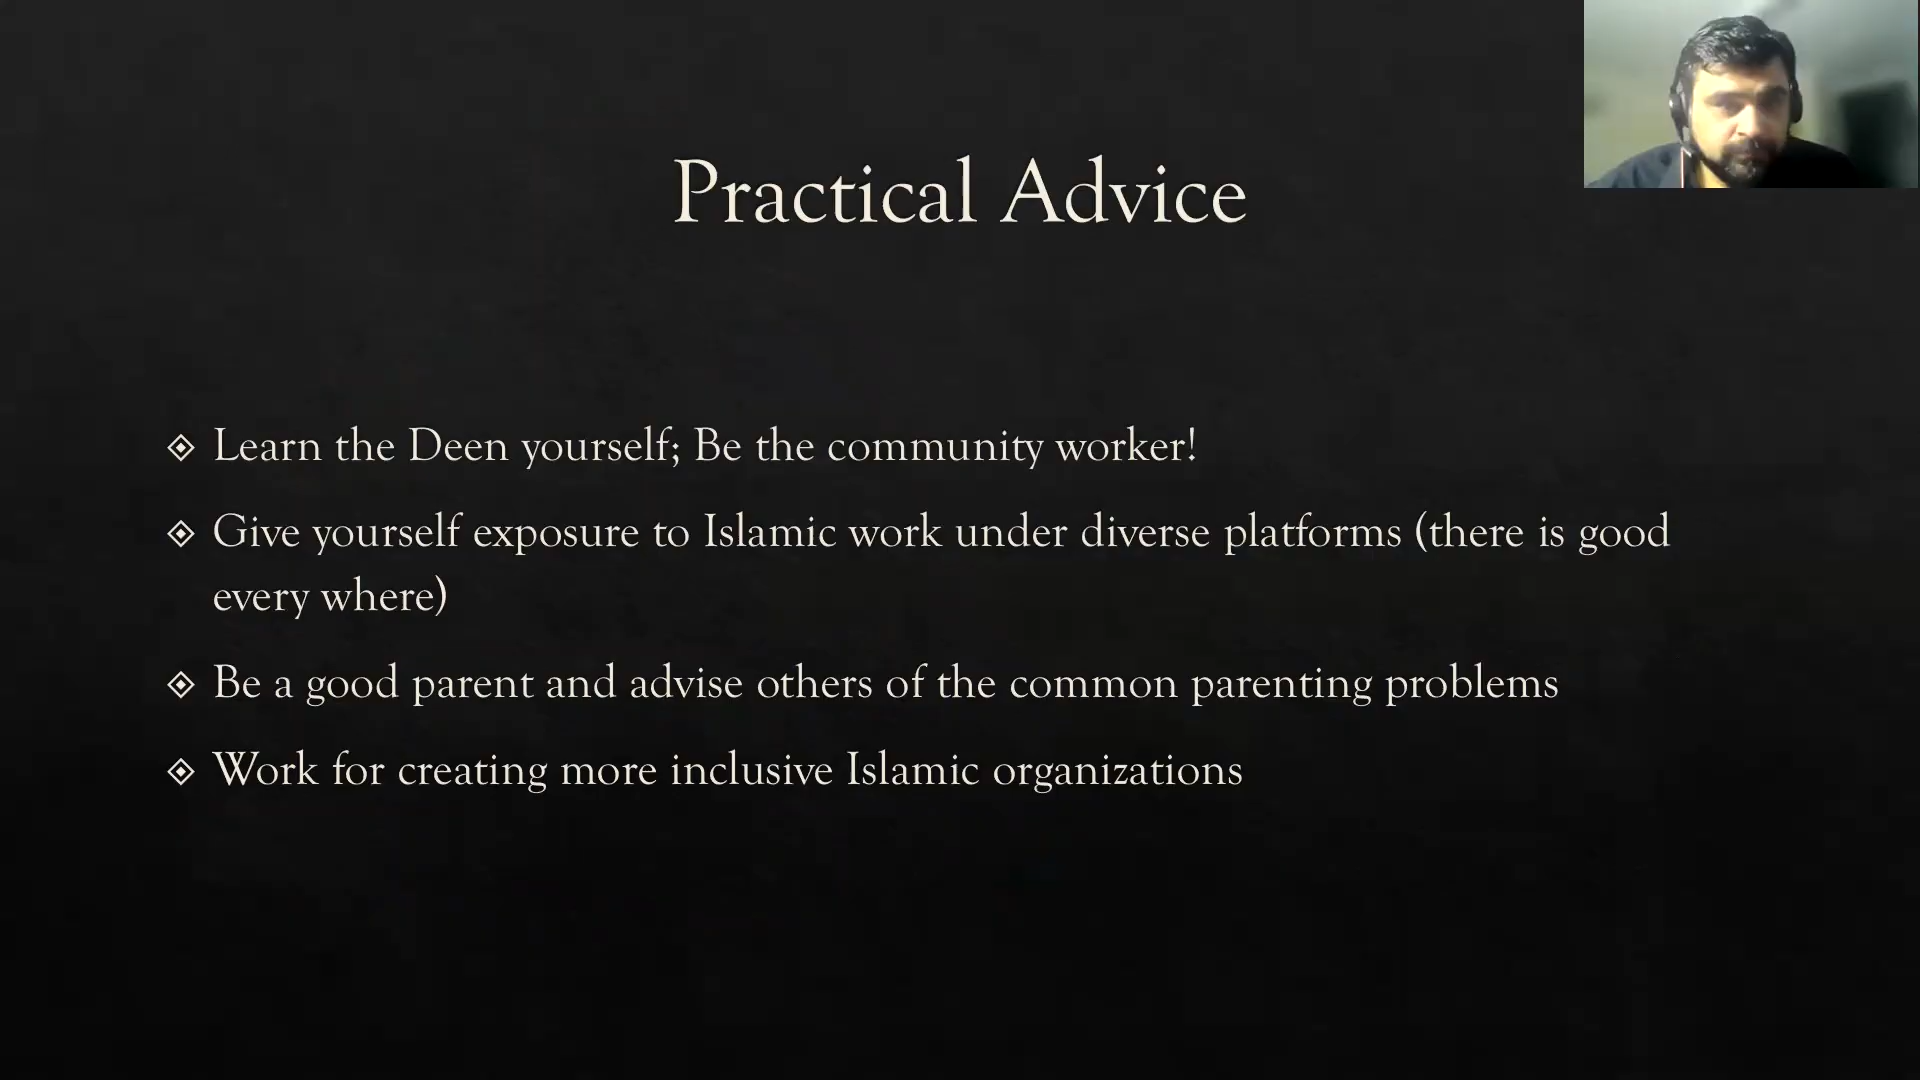 Practical Advice
Learn the Deen yourself; Be the community worker!
Give yourself exposure to Islamic work under diverse platforms (there is good
every where)
Be a good parent and advise others of the common parenting problems
Work for creating more inclusive Islamic organizations